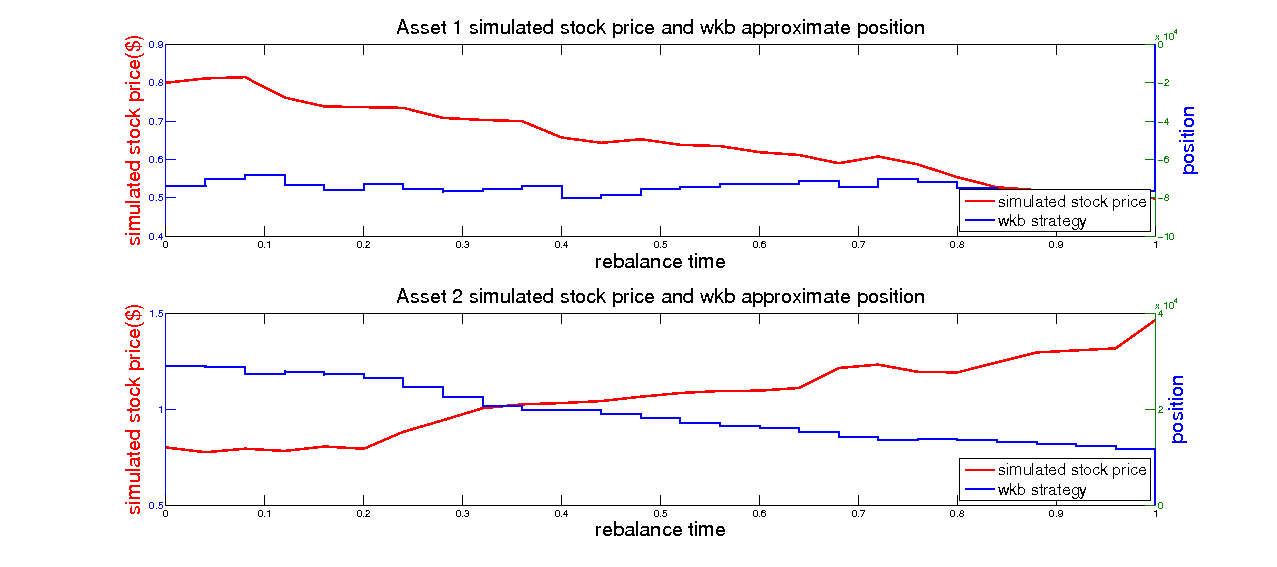 Asset 1 simulated stock price and wkb approximate position
x 10^4
simulated stock price($)
0.9
0.8
0.7
0.6
0.5
0.4
0
−2
−4
−6
−8
−10
position
simulated stock price
wkb strategy
0 0.1 0.2 0.3 0.4 0.5 0.6 0.7 0.8 0.9 1
rebalance time
Asset 2 simulated stock price and wkb approximate position
x 10^4
simulated stock price($)
1.5
1
0.5
4
2
0
position
simulated stock price
wkb strategy
0 0.1 0.2 0.3 0.4 0.5 0.6 0.7 0.8 0.9 1
rebalance time